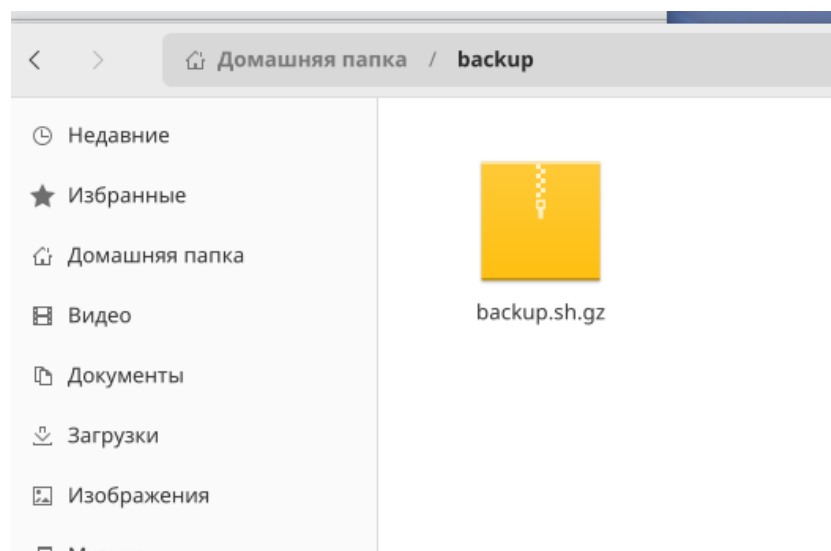 Домашняя папка / backup
Недавние
Избранные
Домашняя папка
Видео
Документы
Загрузки
Изображения
backup.sh.gz